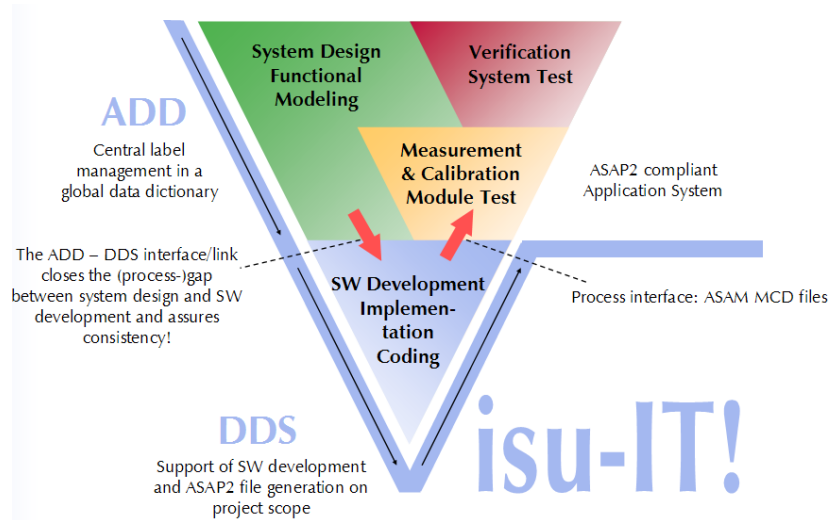 System Design
Functional
Modeling
Verification
System Test
ADD
Central label
management in a
global data dictionary
Measurement
& Calibration
Module Test
ASAP2 compliant
Application System
The ADD – DDS interface/link
closes the (process-)gap
between system design and SW
development and assures
consistency!
SW Development
Implemen-
tation
Coding
Process interface: ASAM MCD files
DDS
Support of SW development
and ASAP2 file generation on
project scope
isu-IT!